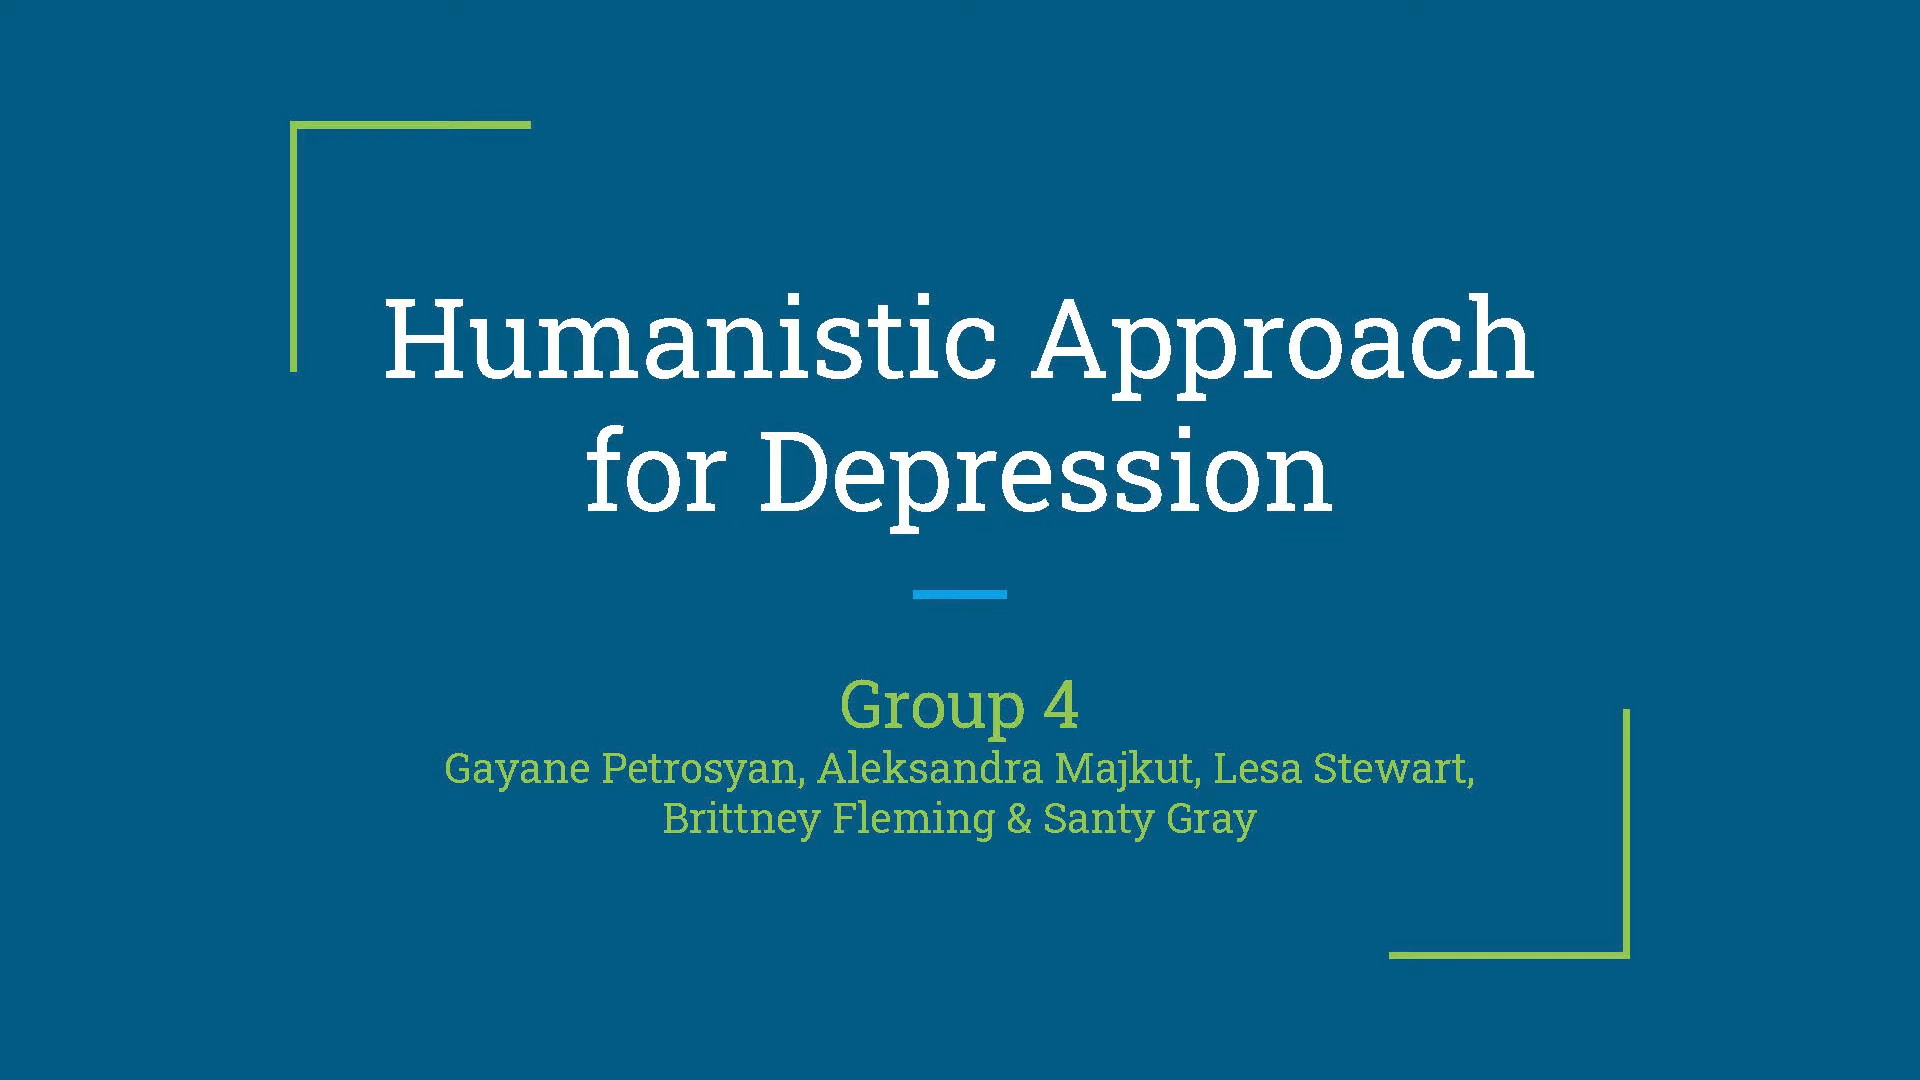 Humanistic Approach
for Depression
Group 4
Gayane Petrosyan, Aleksandra Majkut, Lesa Stewart,
Brittney Fleming & Santy Gray